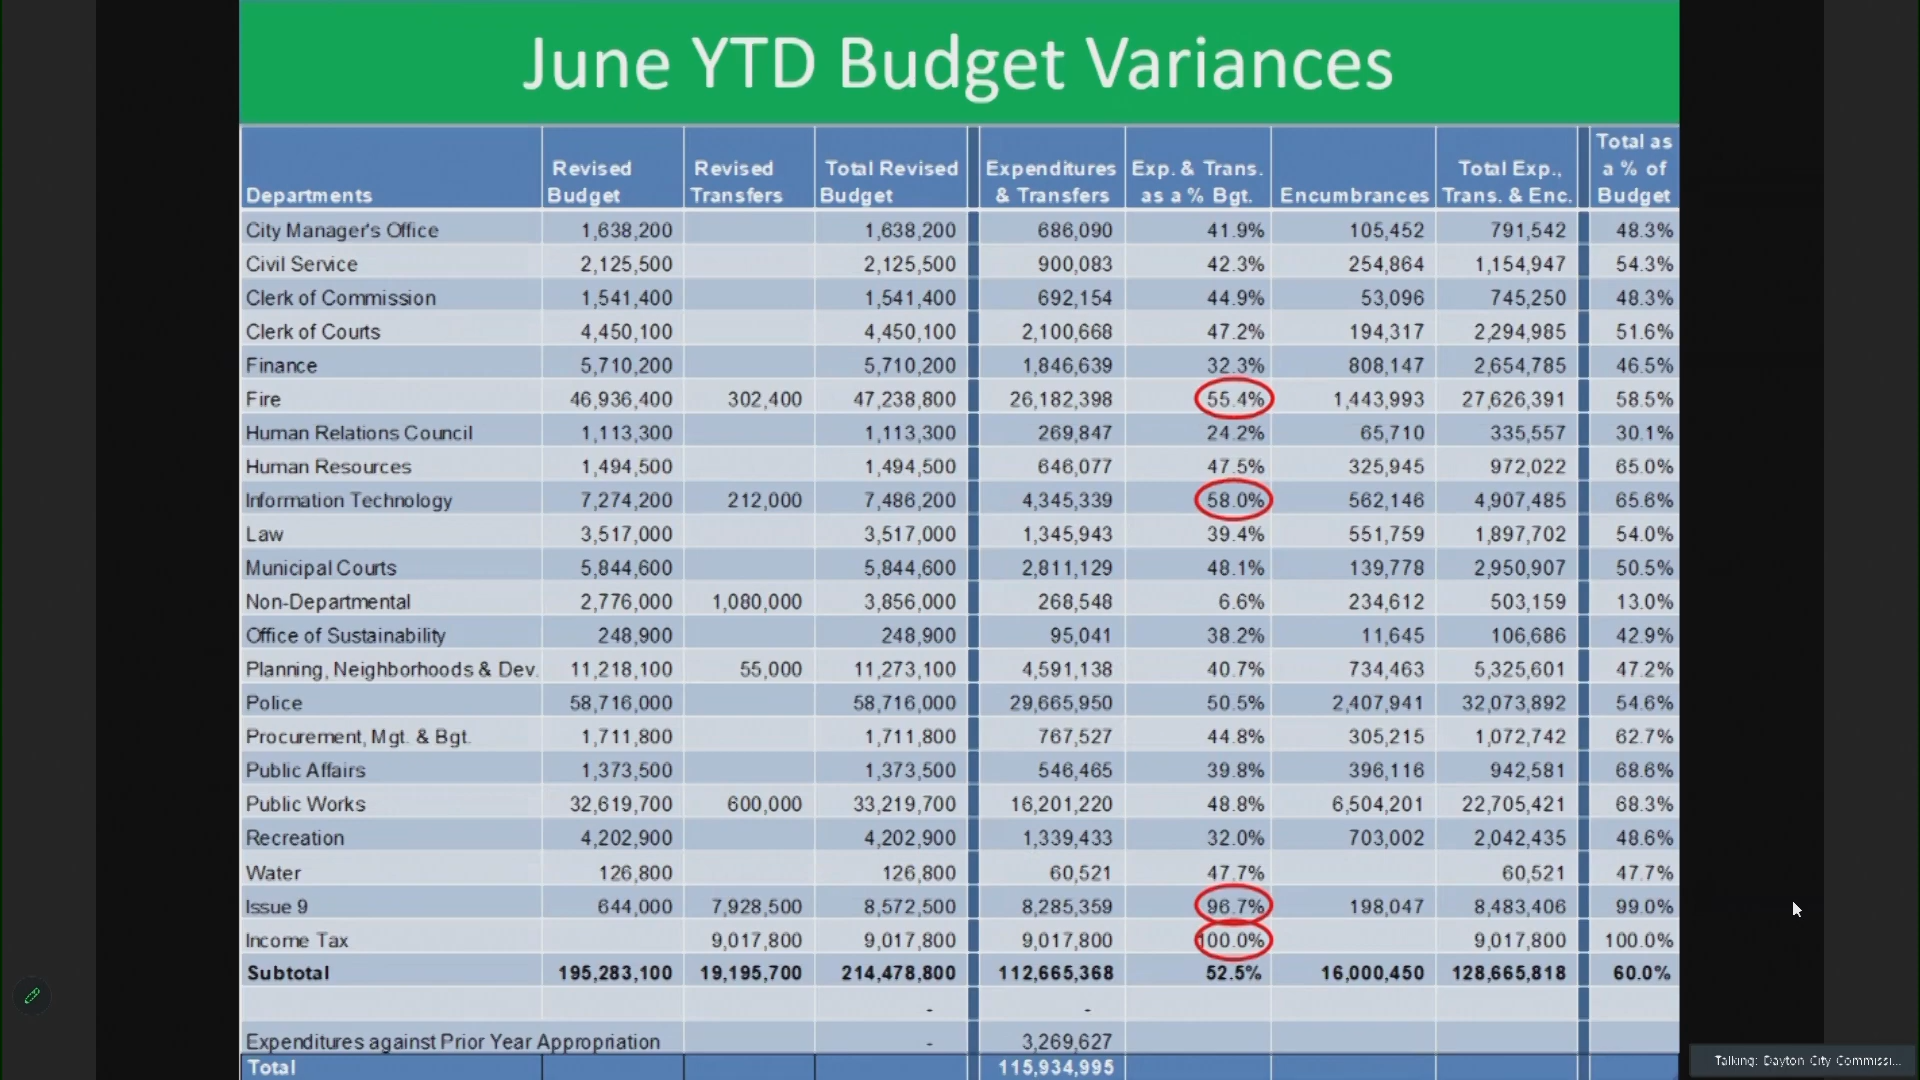 June YTD Budget Variances
Departments Revised Budget Revised Transfers Total Revised Budget Expenditures & Transfers Exp. & Trans. as a % Bgt. Encumbrances Total Exp., Trans. & Enc. Total as a % of Budget
City Manager's Office 1,638,200 1,638,200 686,090 41.9% 105,452 791,542 48.3%
Civil Service 2,125,500 2,125,500 900,083 42.3% 254,864 1,154,947 54.3%
Clerk of Commission 1,541,400 1,541,400 692,154 44.9% 53,096 745,250 48.3%
Clerk of Courts 4,450,100 4,450,100 2,100,668 47.2% 194,317 2,294,985 51.6%
Finance 5,710,200 5,710,200 1,846,639 32.3% 808,147 2,654,785 46.5%
Fire 46,936,400 302,400 47,238,800 26,182,398 55.4% 1,443,993 27,626,391 58.5%
Human Relations Council 1,113,300 1,113,300 269,847 24.2% 65,710 335,557 30.1%
Human Resources 1,494,500 1,494,500 646,077 47.5% 325,945 972,022 65.0%
Information Technology 7,274,200 212,000 7,486,200 4,345,339 58.0% 562,146 4,907,485 65.6%
Law 3,517,000 3,517,000 1,345,943 39.4% 551,759 1,897,702 54.0%
Municipal Courts 5,844,600 5,844,600 2,811,129 48.1% 139,778 2,950,907 50.5%
Non-Departmental 2,776,000 1,080,000 3,856,000 268,548 6.6% 234,612 503,159 13.0%
Office of Sustainability 248,900 248,900 95,041 38.2% 11,645 106,686 42.9%
Planning, Neighborhoods & Dev. 11,218,100 55,000 11,273,100 4,591,138 40.7% 734,463 5,325,601 47.2%
Police 58,716,000 58,716,000 29,665,950 50.5% 2,407,941 32,073,892 54.6%
Procurement, Mgt. & Bgt. 1,711,800 1,711,800 767,527 44.8% 305,215 1,072,742 62.7%
Public Affairs 1,373,500 1,373,500 546,465 39.8% 396,116 942,581 68.6%
Public Works 32,619,700 600,000 33,219,700 16,201,220 48.8% 6,504,201 22,705,421 68.3%
Recreation 4,202,900 4,202,900 1,339,433 32.0% 703,002 2,042,435 48.6%
Water 126,800 126,800 60,521 47.7% 60,521 47.7%
Issue 9 644,000 7,928,500 8,572,500 8,285,359 96.7% 198,047 8,483,406 99.0%
Income Tax 9,017,800 9,017,800 9,017,800 100.0% 9,017,800 100.0%
Subtotal 195,283,100 19,195,700 214,478,800 112,665,368 52.5% 16,000,450 128,665,818 60.0%
- -
Expenditures against Prior Year Appropriation - 3,269,627
Total 115,934,995
Talking: Dayton City Commissi...